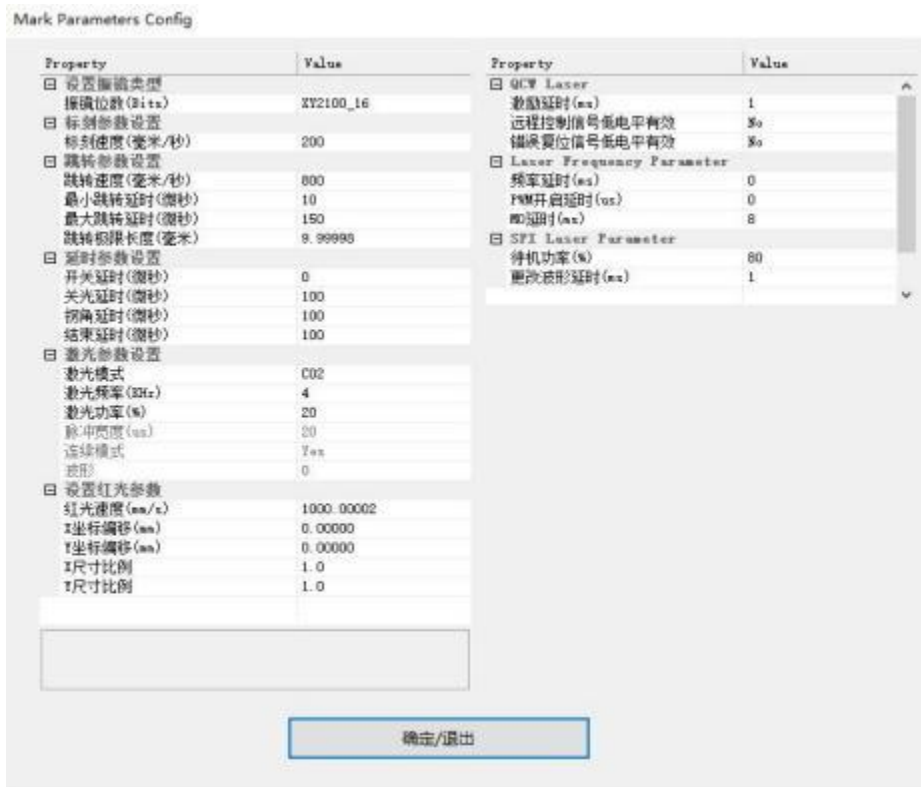 Mark Parameters Config
Property Value
设置振镜类型
振镜位数(Bits) XY2100_16
标刻参数设置
标刻速度(毫米/秒) 200
跳转参数设置
跳转速度(毫米/秒) 800
最小跳转延时(微秒) 10
最大跳转延时(微秒) 150
跳转极限长度(毫米) 9.99998
延时参数设置
开关延时(微秒) 0
关光延时(微秒) 100
拐角延时(微秒) 100
结束延时(微秒) 100
激光参数设置
激光模式 CO2
激光频率(KHz) 4
激光功率(%) 20
脉冲宽度(us) 20
连续模式 Yes
波形 0
设置红光参数
红光速度(mm/s) 1000.00002
X坐标偏移(mm) 0.00000
Y坐标偏移(mm) 0.00000
X尺寸比例 1.0
Y尺寸比例 1.0
Property Value
QCW Laser
激励延时(ms) 1
远程控制信号低电平有效 No
错误复位信号低电平有效 No
Laser Frequency Parameter
频率延时(ms) 0
PWM开启延时(us) 0
MO延时(ms) 8
SPI Laser Parameter
待机功率(%) 80
更改波形延时(ms) 1
确定/退出